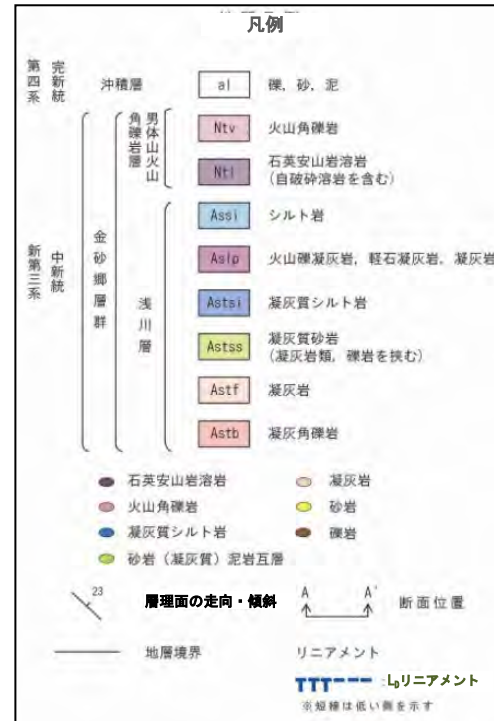 凡例
第四系
完新統
沖積層
al
礫，砂，泥
新第三系
中新統
金砂郷層群
男体山火山
角礫岩層
Ntv
火山角礫岩
Ntl
石英安山岩溶岩
(自破砕溶岩を含む)
浅川層
Assi
シルト岩
Aslp
火山礫凝灰岩，軽石凝灰岩，凝灰岩
Astsi
凝灰質シルト岩
Astss
凝灰質砂岩
(凝灰岩類，礫岩を挟む)
Astf
凝灰岩
Astb
凝灰角礫岩
石英安山岩溶岩
凝灰岩
火山角礫岩
砂岩
凝灰質シルト岩
礫岩
砂岩（凝灰質）泥岩互層
23
層理面の走向・傾斜
A A'
断面位置
地層境界
リニアメント
:LDリニアメント
※短線は低い側を示す